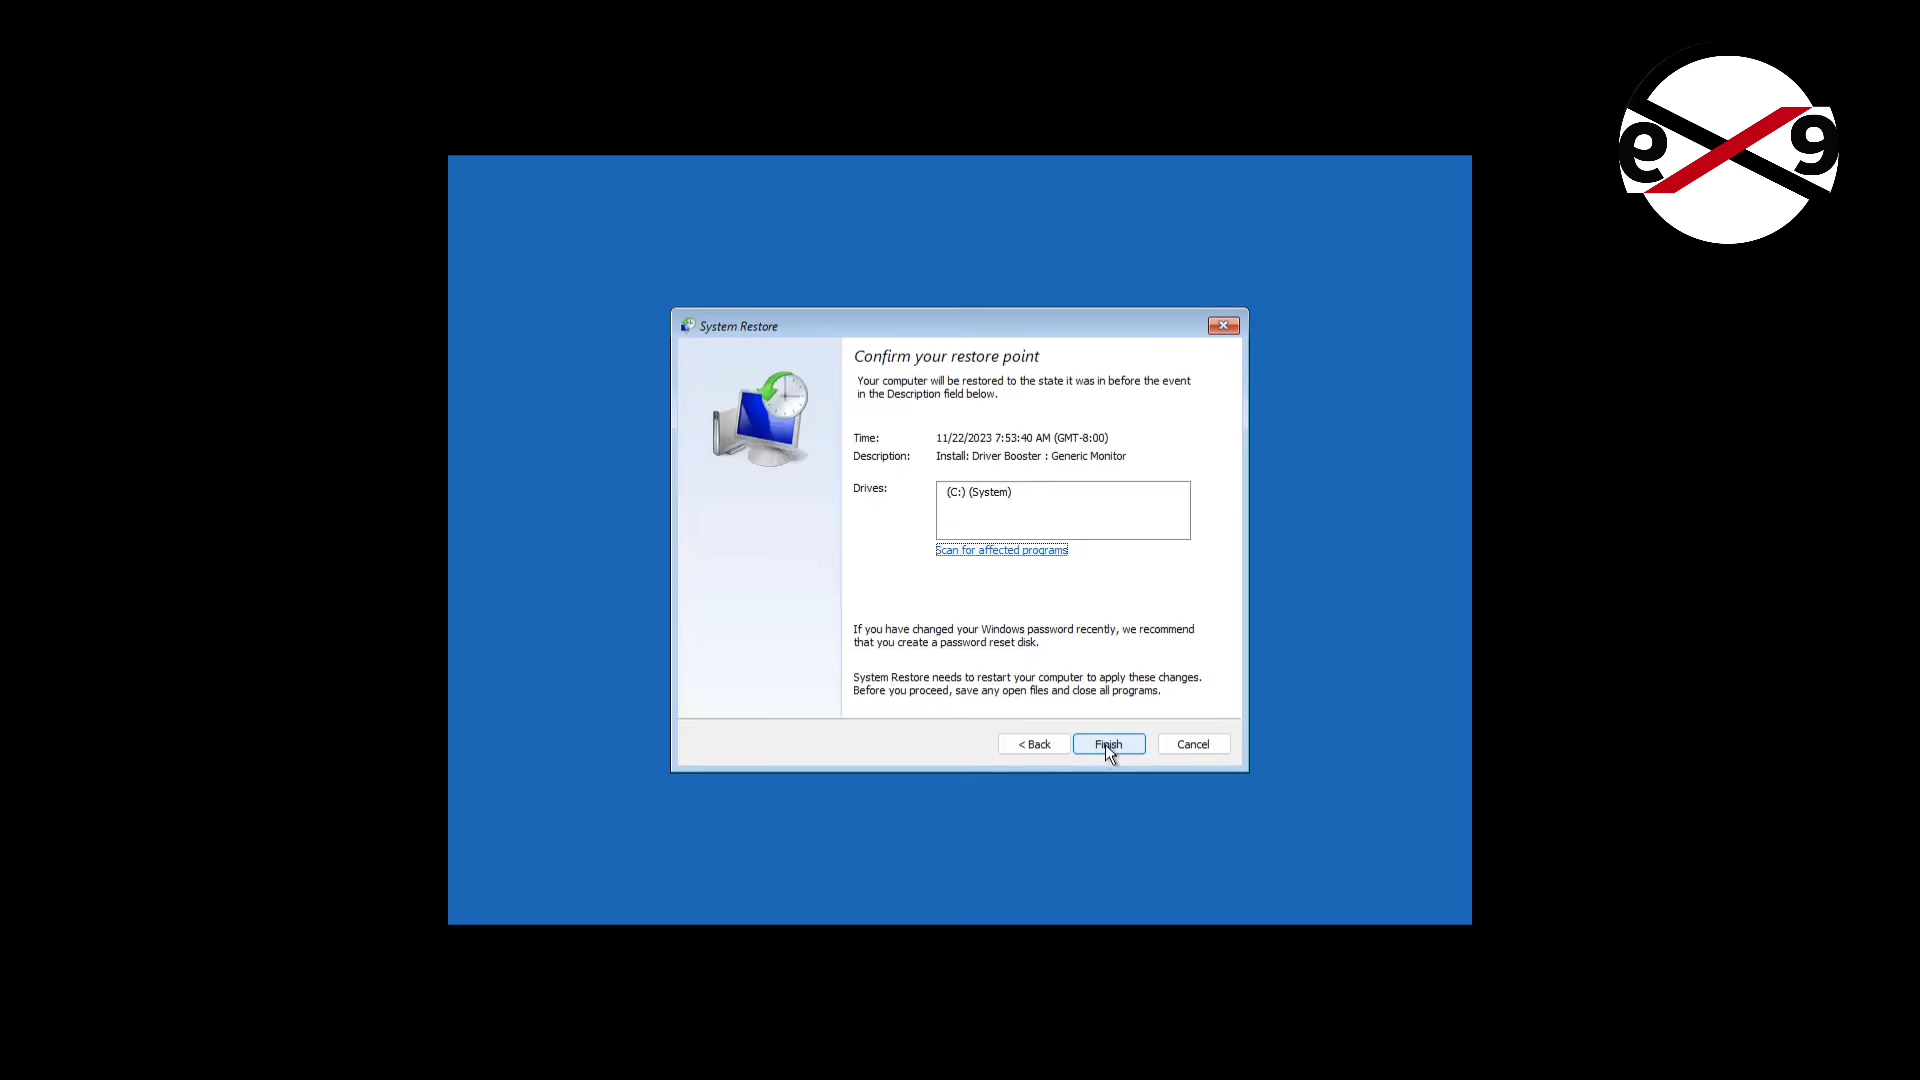 e 9
System Restore
Confirm your restore point
Your computer will be restored to the state it was in before the event
in the Description field below.
Time: 11/22/2023 7:53:40 AM (GMT-8:00)
Description: Install: Driver Booster : Generic Monitor
Drives: (C:) (System)
Scan for affected programs
If you have changed your Windows password recently, we recommend
that you create a password reset disk.
System Restore needs to restart your computer to apply these changes.
Before you proceed, save any open files and close all programs.
< Back Finish Cancel